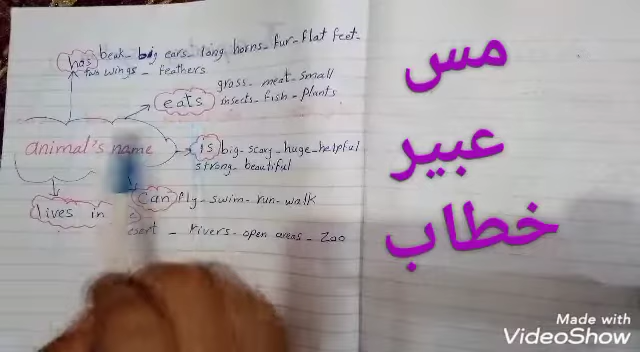 has beak - big ears - long horns - fur - flat feet -
two wings - feathers
eats grass - meat - small
insects - fish - plants
animal's name
is big - scary - huge - helpful
strong - beautiful
can fly - swim - run - walk
lives in
rivers - open areas - Zoo
مس
عبير
خطاب
Made with
VideoShow